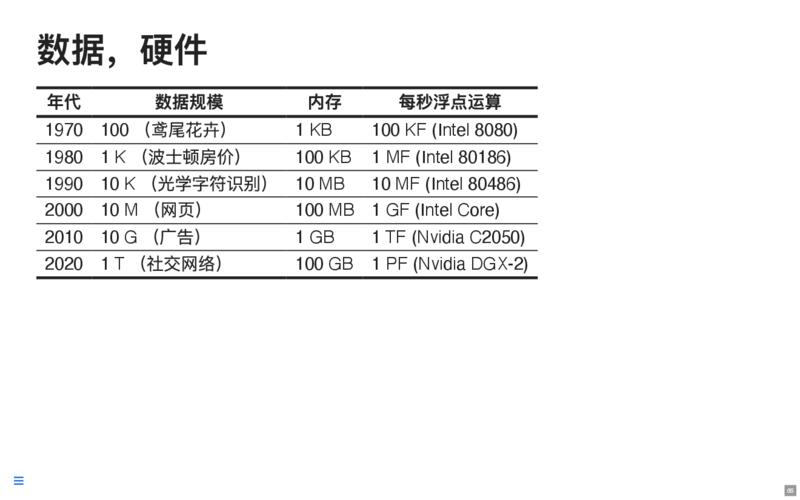 数据，硬件
年代 数据规模 内存 每秒浮点运算
1970 100 （鸢尾花卉） 1 KB 100 KF (Intel 8080)
1980 1 K （波士顿房价） 100 KB 1 MF (Intel 80186)
1990 10 K （光学字符识别） 10 MB 10 MF (Intel 80486)
2000 10 M （网页） 100 MB 1 GF (Intel Core)
2010 10 G （广告） 1 GB 1 TF (Nvidia C2050)
2020 1 T （社交网络） 100 GB 1 PF (Nvidia DGX-2)